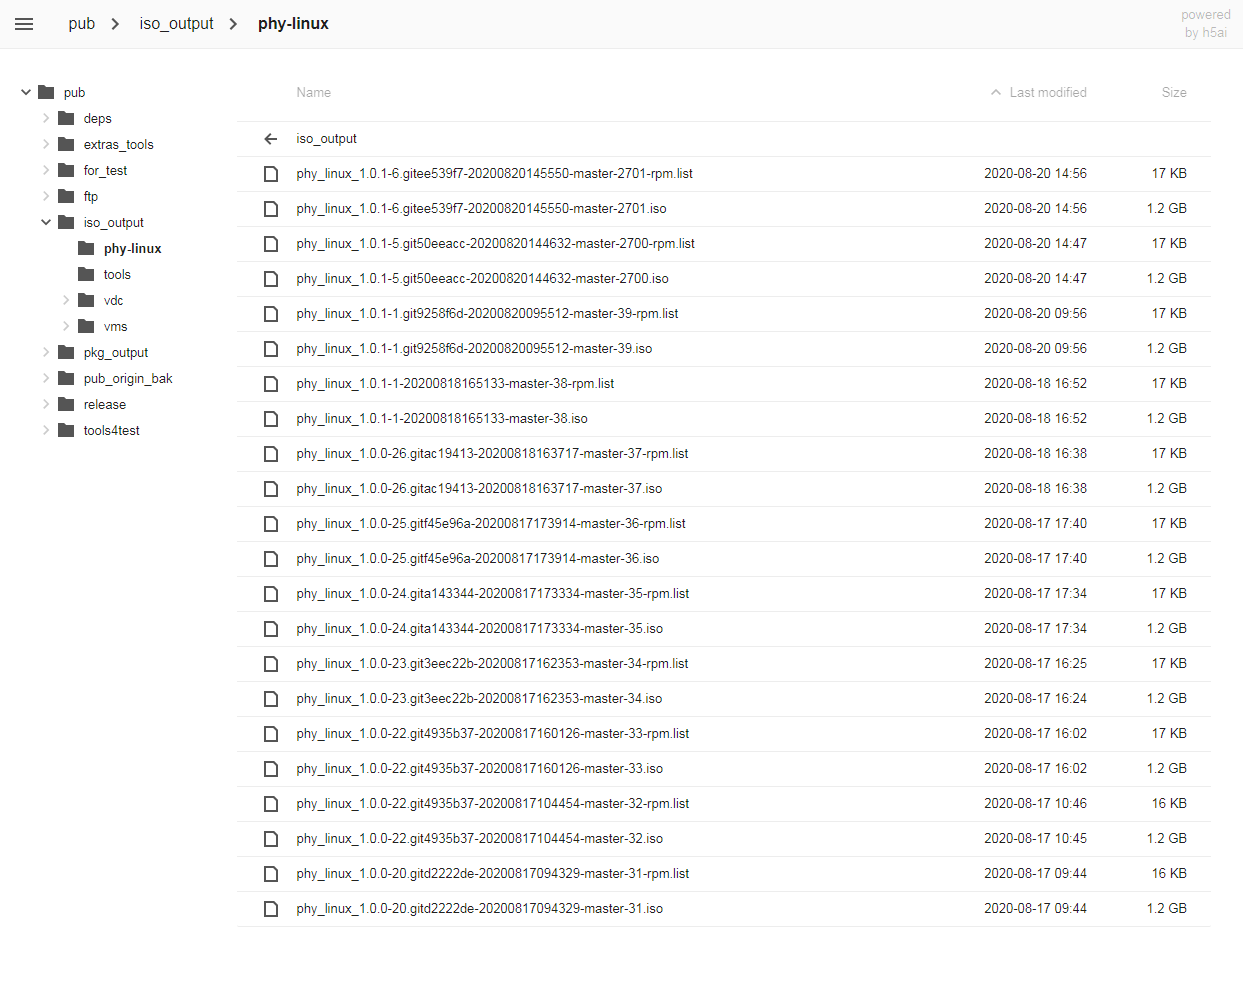 pub iso_output phy-linux
powered
by h5ai
pub
deps
extras_tools
for_test
ftp
iso_output
phy-linux
tools
vdc
vms
pkg_output
pub_origin_bak
release
tools4test
Name Last modified Size
iso_output
phy_linux_1.0.1-6.gitee539f7-20200820145550-master-2701-rpm.list 2020-08-20 14:56 17 KB
phy_linux_1.0.1-6.gitee539f7-20200820145550-master-2701.iso 2020-08-20 14:56 1.2 GB
phy_linux_1.0.1-5.git50eeacc-20200820144632-master-2700-rpm.list 2020-08-20 14:47 17 KB
phy_linux_1.0.1-5.git50eeacc-20200820144632-master-2700.iso 2020-08-20 14:47 1.2 GB
phy_linux_1.0.1-1.git9258f6d-20200820095512-master-39-rpm.list 2020-08-20 09:56 17 KB
phy_linux_1.0.1-1.git9258f6d-20200820095512-master-39.iso 2020-08-20 09:56 1.2 GB
phy_linux_1.0.1-1-20200818165133-master-38-rpm.list 2020-08-18 16:52 17 KB
phy_linux_1.0.1-1-20200818165133-master-38.iso 2020-08-18 16:52 1.2 GB
phy_linux_1.0.0-26.gitac19413-20200818163717-master-37-rpm.list 2020-08-18 16:38 17 KB
phy_linux_1.0.0-26.gitac19413-20200818163717-master-37.iso 2020-08-18 16:38 1.2 GB
phy_linux_1.0.0-25.gitf45e96a-20200817173914-master-36-rpm.list 2020-08-17 17:40 17 KB
phy_linux_1.0.0-25.gitf45e96a-20200817173914-master-36.iso 2020-08-17 17:40 1.2 GB
phy_linux_1.0.0-24.gita143344-20200817173334-master-35-rpm.list 2020-08-17 17:34 17 KB
phy_linux_1.0.0-24.gita143344-20200817173334-master-35.iso 2020-08-17 17:34 1.2 GB
phy_linux_1.0.0-23.git3eec22b-20200817162353-master-34-rpm.list 2020-08-17 16:25 17 KB
phy_linux_1.0.0-23.git3eec22b-20200817162353-master-34.iso 2020-08-17 16:24 1.2 GB
phy_linux_1.0.0-22.git4935b37-20200817160126-master-33-rpm.list 2020-08-17 16:02 17 KB
phy_linux_1.0.0-22.git4935b37-20200817160126-master-33.iso 2020-08-17 16:02 1.2 GB
phy_linux_1.0.0-22.git4935b37-20200817104454-master-32-rpm.list 2020-08-17 10:46 16 KB
phy_linux_1.0.0-22.git4935b37-20200817104454-master-32.iso 2020-08-17 10:45 1.2 GB
phy_linux_1.0.0-20.gitd2222de-20200817094329-master-31-rpm.list 2020-08-17 09:44 16 KB
phy_linux_1.0.0-20.gitd2222de-20200817094329-master-31.iso 2020-08-17 09:44 1.2 GB